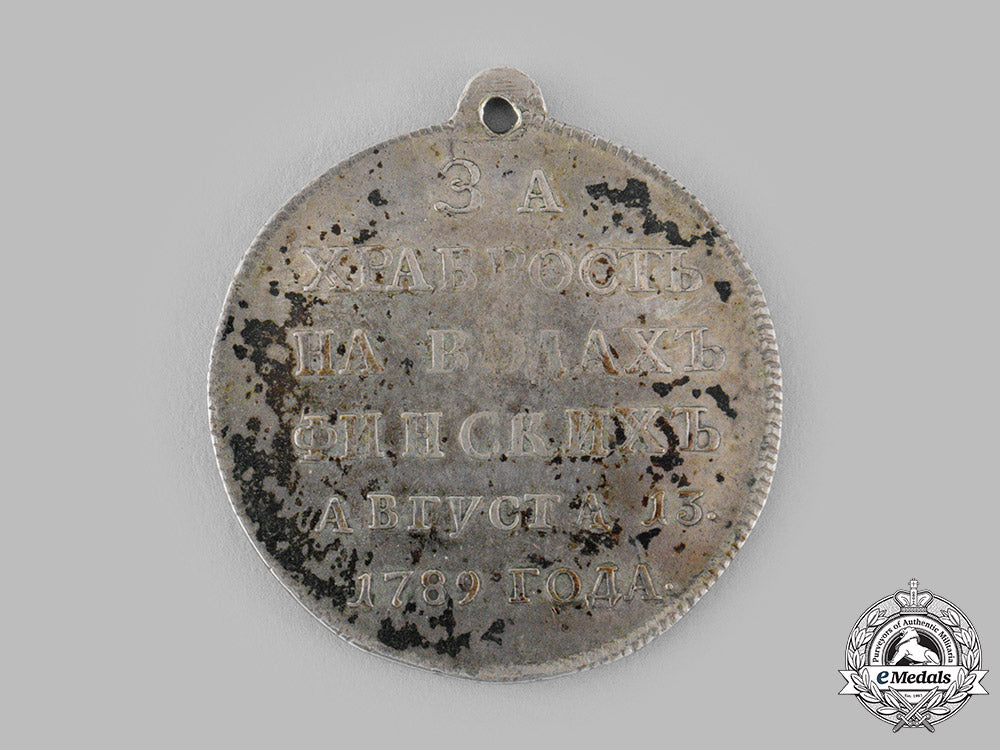 ЗА
ХРАБРОСТЬ
НА ВОДАХЪ
ФИНСКИХЪ
АВГУСТА 13.
1789 ГОДА.
Purveyors of Authentic Militaria
eMedals